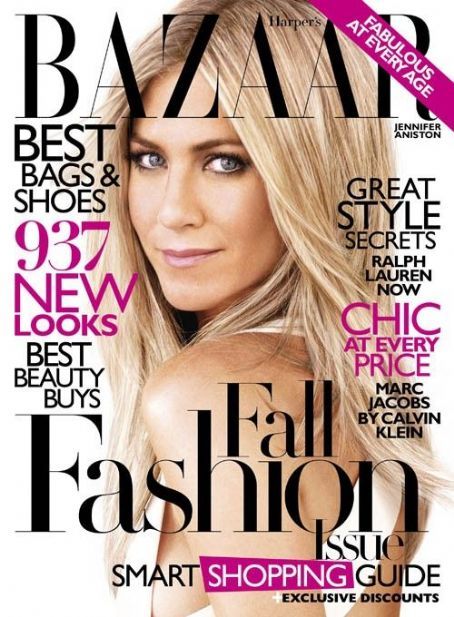 Harper's
BAZAAR
FABULOUS
AT EVERY AGE
JENNIFER
ANISTON
BEST
BAGS &
SHOES
937
NEW
LOOKS
BEST
BEAUTY
BUYS
GREAT
STYLE
SECRETS
RALPH
LAUREN
NOW
CHIC
AT EVERY
PRICE
MARC
JACOBS
BY CALVIN
KLEIN
Fall
Fashion
Issue
SMART SHOPPING GUIDE
+EXCLUSIVE DISCOUNTS